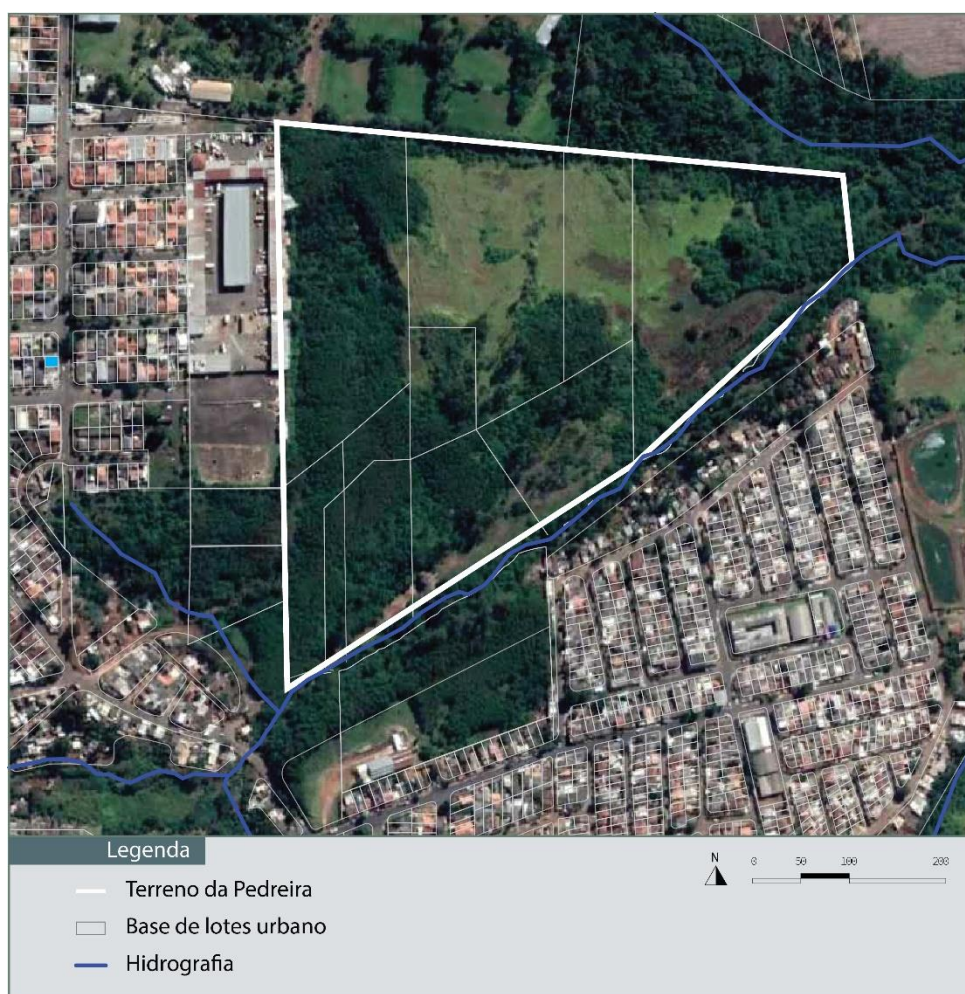 Legenda
N
0 50 100 200
Terreno da Pedreira
Base de lotes urbano
Hidrografia